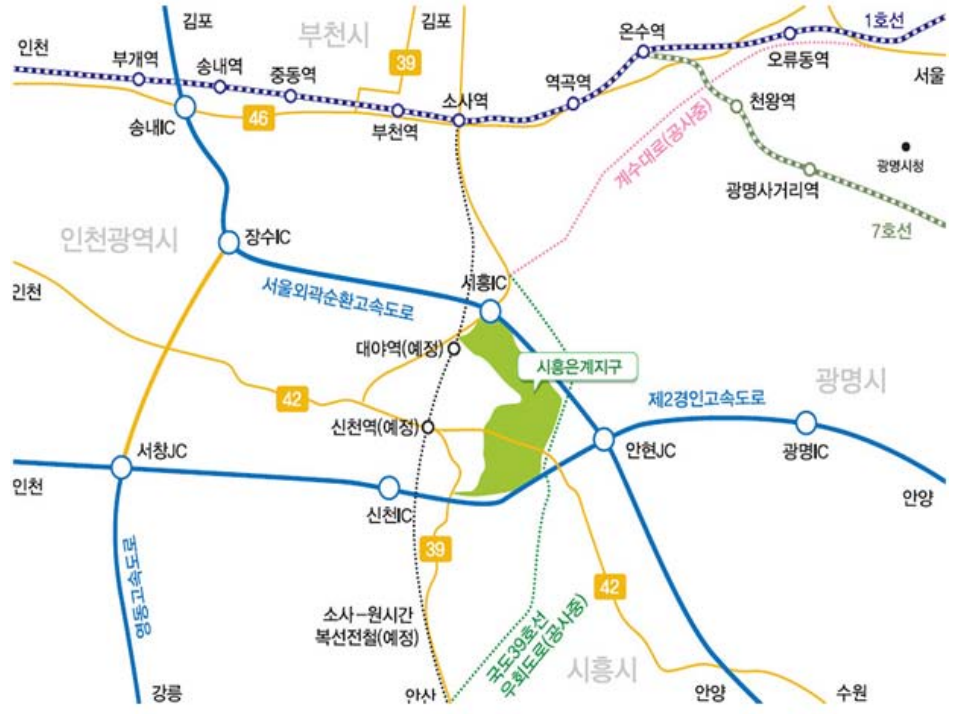 김포
부천시
김포
온수역
1호선
인천
부개역
송내역
중동역
39
역곡역
오류동역
서울
소사역
천왕역
송내IC
46
부천역
계수대로(공사중)
광명시청
광명사거리역
7호선
인천광역시
장수IC
인천
서울외곽순환고속도로
시흥IC
대야역(예정)
시흥은계지구
광명시
42
제2경인고속도로
신천역(예정)
서창JC
안현JC
광명IC
인천
신천IC
안양
39
영동고속도로
42
소사-원시간
복선전철(예정)
국도39호선
우회도로(공사중)
시흥시
강릉
안산
안양
수원